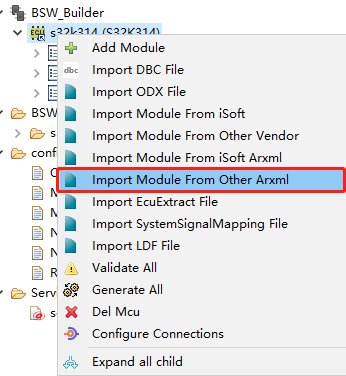 BSW_Builder
s32k314 (S32K314)
Add Module
Import DBC File
Import ODX File
Import Module From iSoft
Import Module From Other Vendor
BSW_
Import Module From iSoft Arxml
s
conf
Import Module From Other Arxml
C
Import EcuExtract File
M
Import SystemSignalMapping File
M
Import LDF File
N
Validate All
N
Generate All
R
Del Mcu
Serv
Configure Connections
se
Expand all child